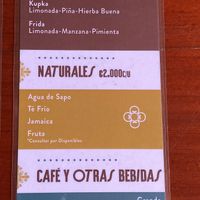 Kupka
Limonada-Piña-Hierba Buena
Frida
Limonada-Manzana-Pimienta
NATURALES ¢2.000C/U
Agua de Sapo
Té Frío
Jamaica
Fruta
*Consultar por Disponibles
CAFÉ Y OTRAS BEBIDAS
Grande